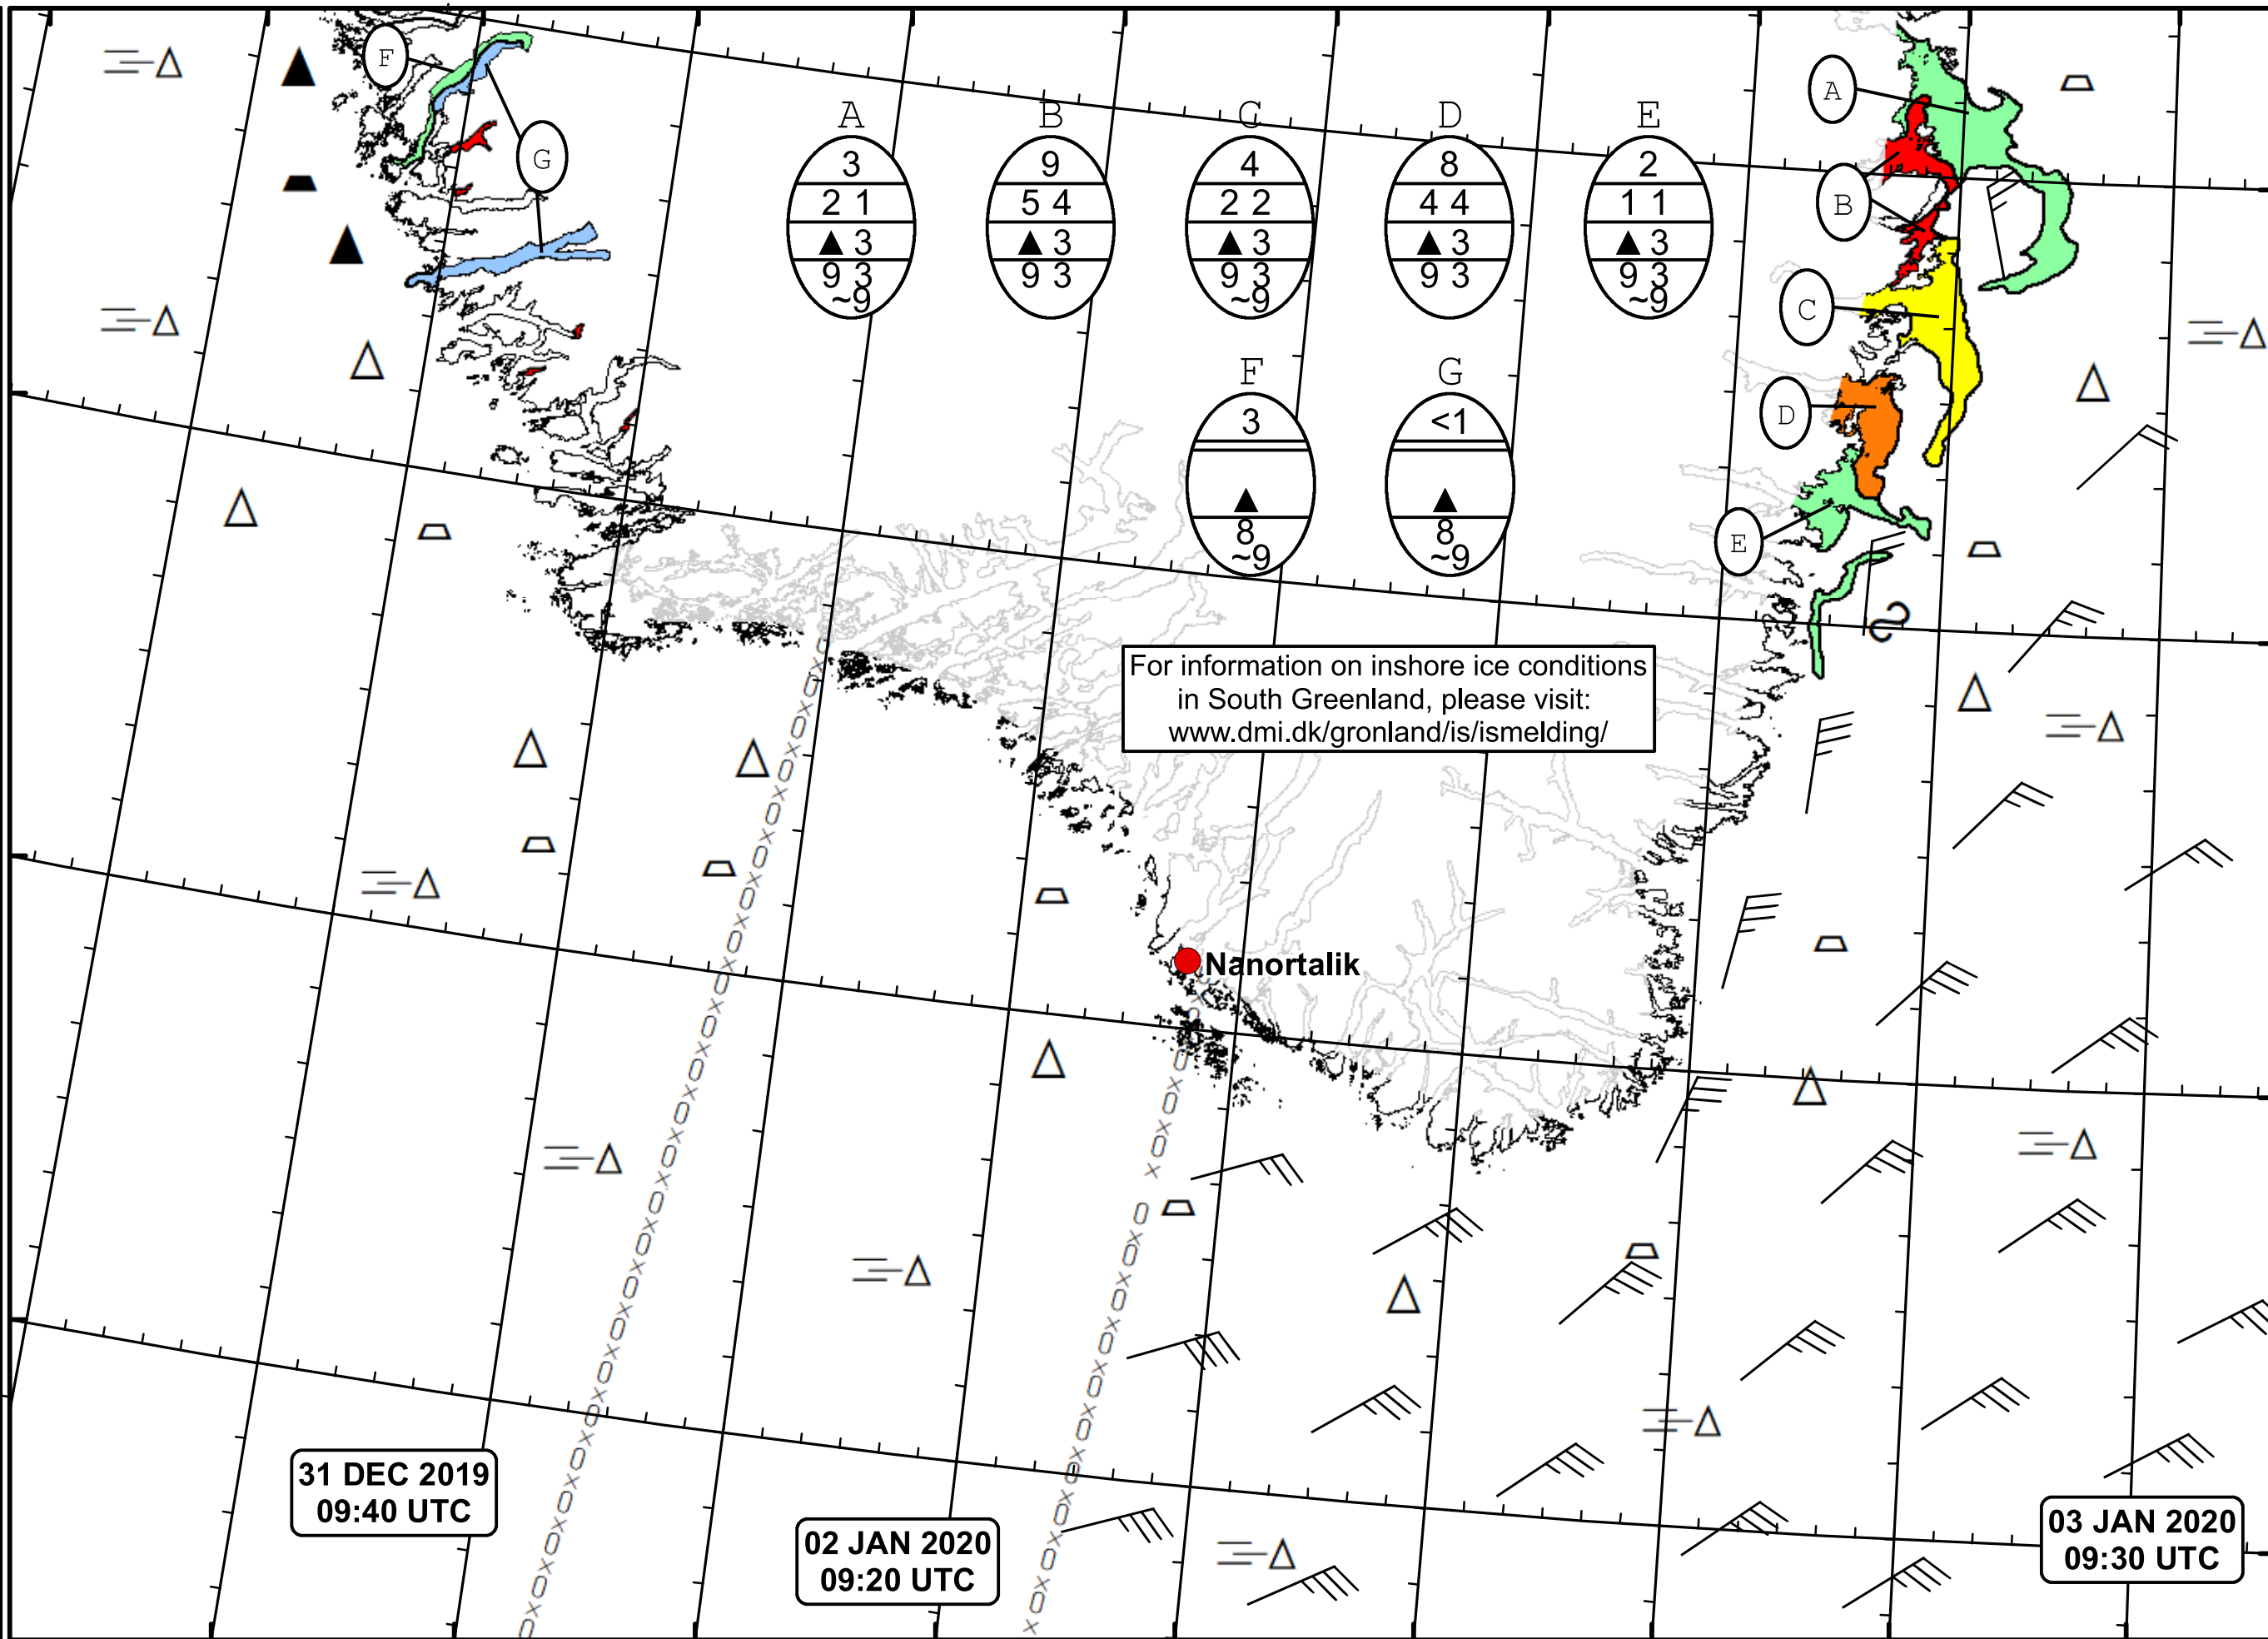 F
G
A
B
C
D
E
A
B
C
D
E
3
2 1
▲ 3
9 3
~9
9
5 4
▲ 3
9 3
4
2 2
▲ 3
9 3
~9
8
4 4
▲ 3
9 3
2
1 1
▲ 3
9 3
~9
F
G
3
▲
8
~9
<1
▲
8
~9
For information on inshore ice conditions
in South Greenland, please visit:
www.dmi.dk/gronland/is/ismelding/
Nanortalik
31 DEC 2019
09:40 UTC
02 JAN 2020
09:20 UTC
03 JAN 2020
09:30 UTC